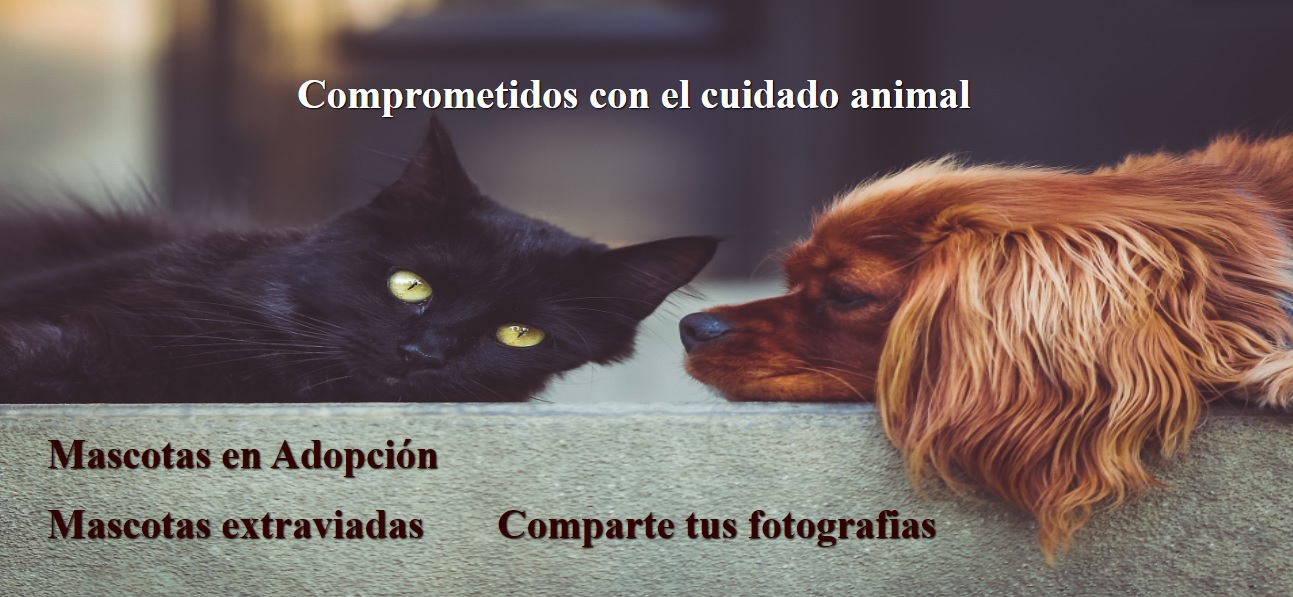 Comprometidos con el cuidado animal
Mascotas en Adopción
Mascotas extraviadas Comparte tus fotografias